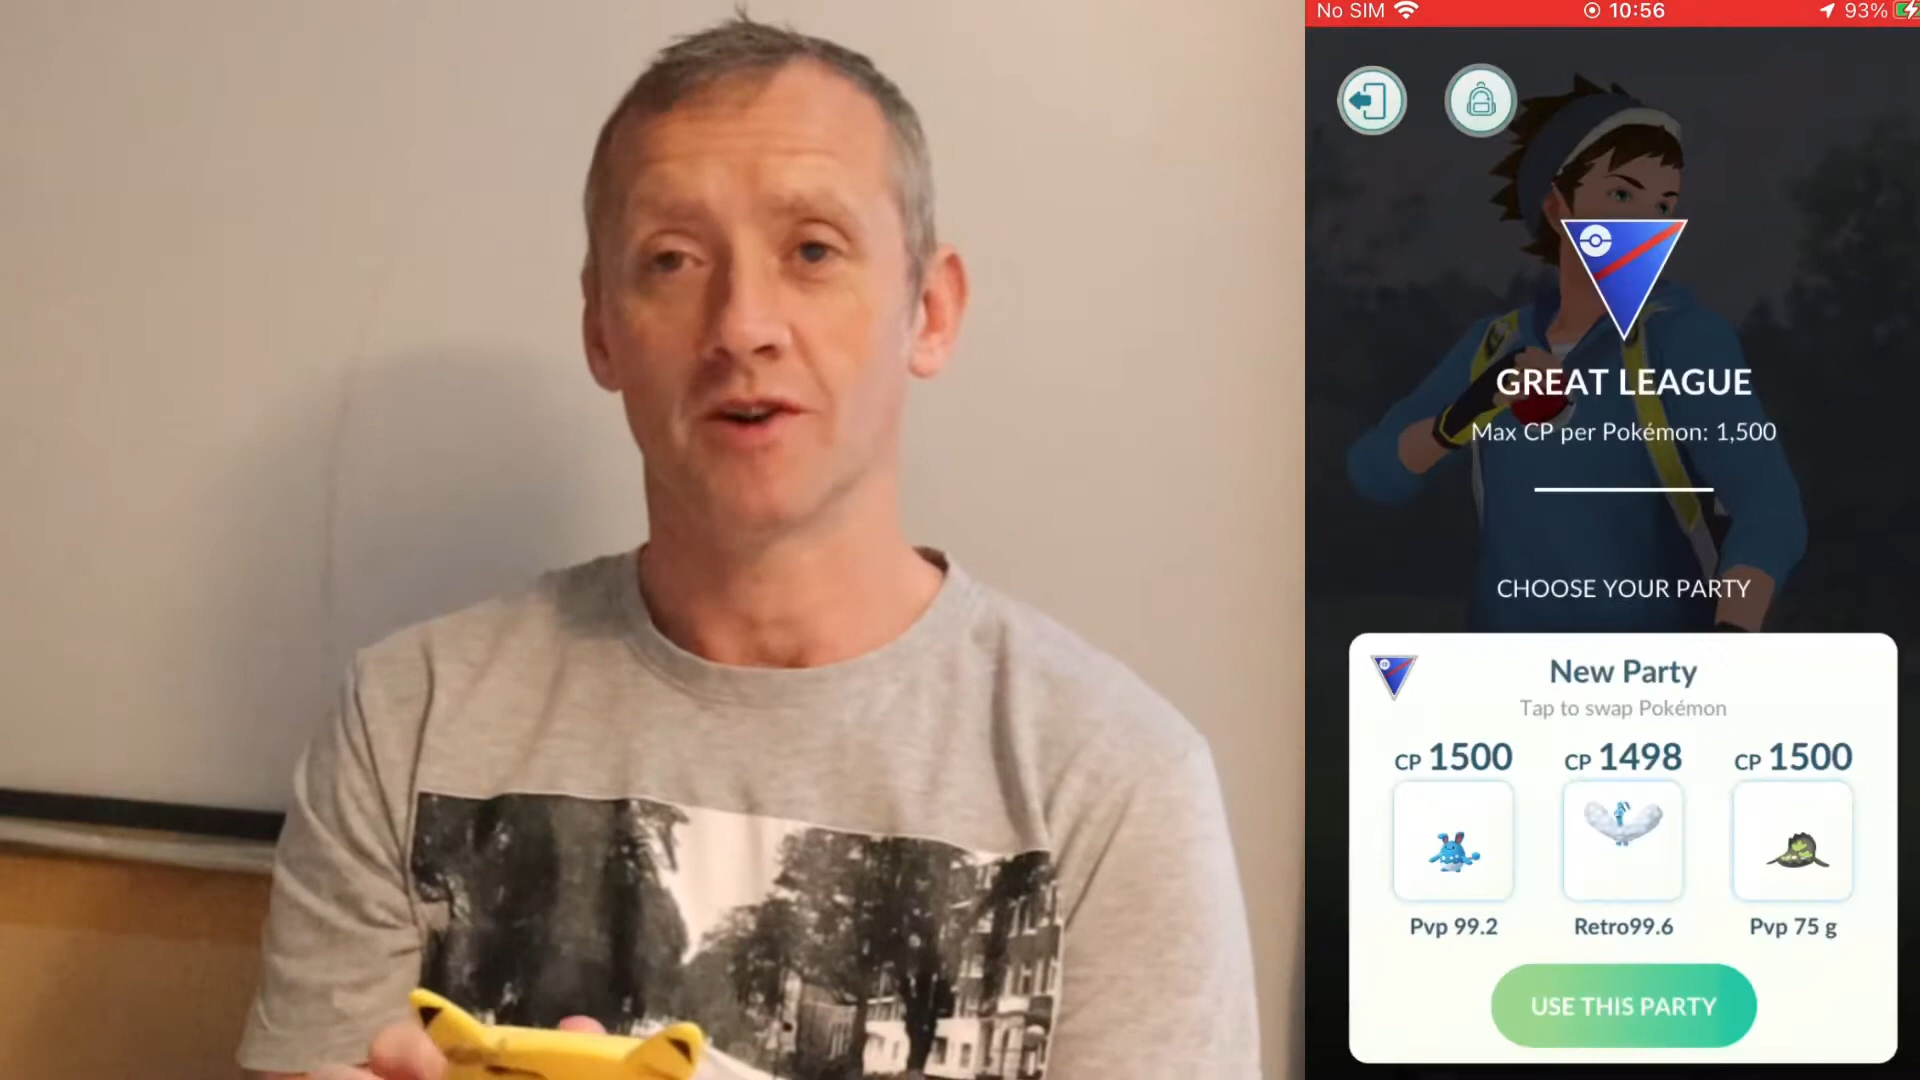 No SIM 10:56 93%
GREAT LEAGUE
Max CP per Pokémon: 1,500
CHOOSE YOUR PARTY
New Party
Tap to swap Pokémon
CP 1500 CP 1498 CP 1500
Pvp 99.2 Retro99.6 Pvp 75 g
USE THIS PARTY